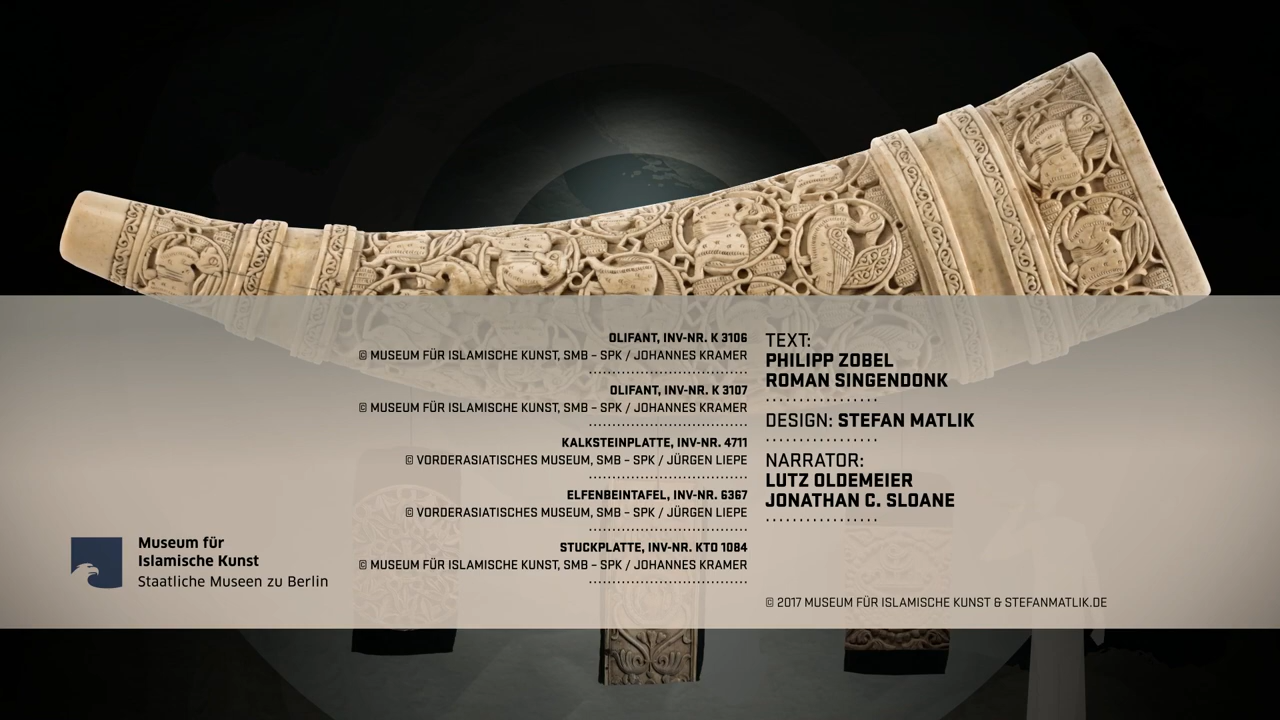 OLIFANT, INV-NR. K 3106
© MUSEUM FÜR ISLAMISCHE KUNST, SMB – SPK / JOHANNES KRAMER
OLIFANT, INV-NR. K 3107
© MUSEUM FÜR ISLAMISCHE KUNST, SMB – SPK / JOHANNES KRAMER
KALKSTEINPLATTE, INV-NR. 4711
© VORDERASIATISCHES MUSEUM, SMB – SPK / JÜRGEN LIEPE
ELFENBEINTAFEL, INV-NR. 6367
© VORDERASIATISCHES MUSEUM, SMB – SPK / JÜRGEN LIEPE
STUCKPLATTE, INV-NR. KTO 1084
© MUSEUM FÜR ISLAMISCHE KUNST, SMB – SPK / JOHANNES KRAMER
TEXT:
PHILIPP ZOBEL
ROMAN SINGENDONK
DESIGN: STEFAN MATLIK
NARRATOR:
LUTZ OLDEMEIER
JONATHAN C. SLOANE
© 2017 MUSEUM FÜR ISLAMISCHE KUNST & STEFANMATLIK.DE
Museum für
Islamische Kunst
Staatliche Museen zu Berlin